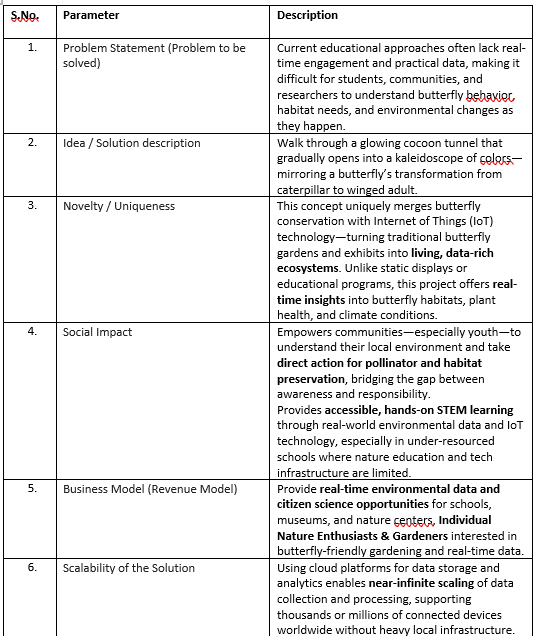 S.No. Parameter Description
1. Problem Statement (Problem to be Current educational approaches often lack real-
solved) time engagement and practical data, making it
difficult for students, communities, and
researchers to understand butterfly behavior,
habitat needs, and environmental changes as
they happen.
2. Idea / Solution description Walk through a glowing cocoon tunnel that
gradually opens into a kaleidoscope of colors—
mirroring a butterfly’s transformation from
caterpillar to winged adult.
3. Novelty / Uniqueness This concept uniquely merges butterfly
conservation with Internet of Things (IoT)
technology—turning traditional butterfly
gardens and exhibits into living, data-rich
ecosystems. Unlike static displays or
educational programs, this project offers real-
time insights into butterfly habitats, plant
health, and climate conditions.
4. Social Impact Empowers communities—especially youth—to
understand their local environment and take
direct action for pollinator and habitat
preservation, bridging the gap between
awareness and responsibility.
Provides accessible, hands-on STEM learning
through real-world environmental data and IoT
technology, especially in under-resourced
schools where nature education and tech
infrastructure are limited.
5. Business Model (Revenue Model) Provide real-time environmental data and
citizen science opportunities for schools,
museums, and nature centers, Individual
Nature Enthusiasts & Gardeners interested in
butterfly-friendly gardening and real-time data.
6. Scalability of the Solution Using cloud platforms for data storage and
analytics enables near-infinite scaling of data
collection and processing, supporting
thousands or millions of connected devices
worldwide without heavy local infrastructure.